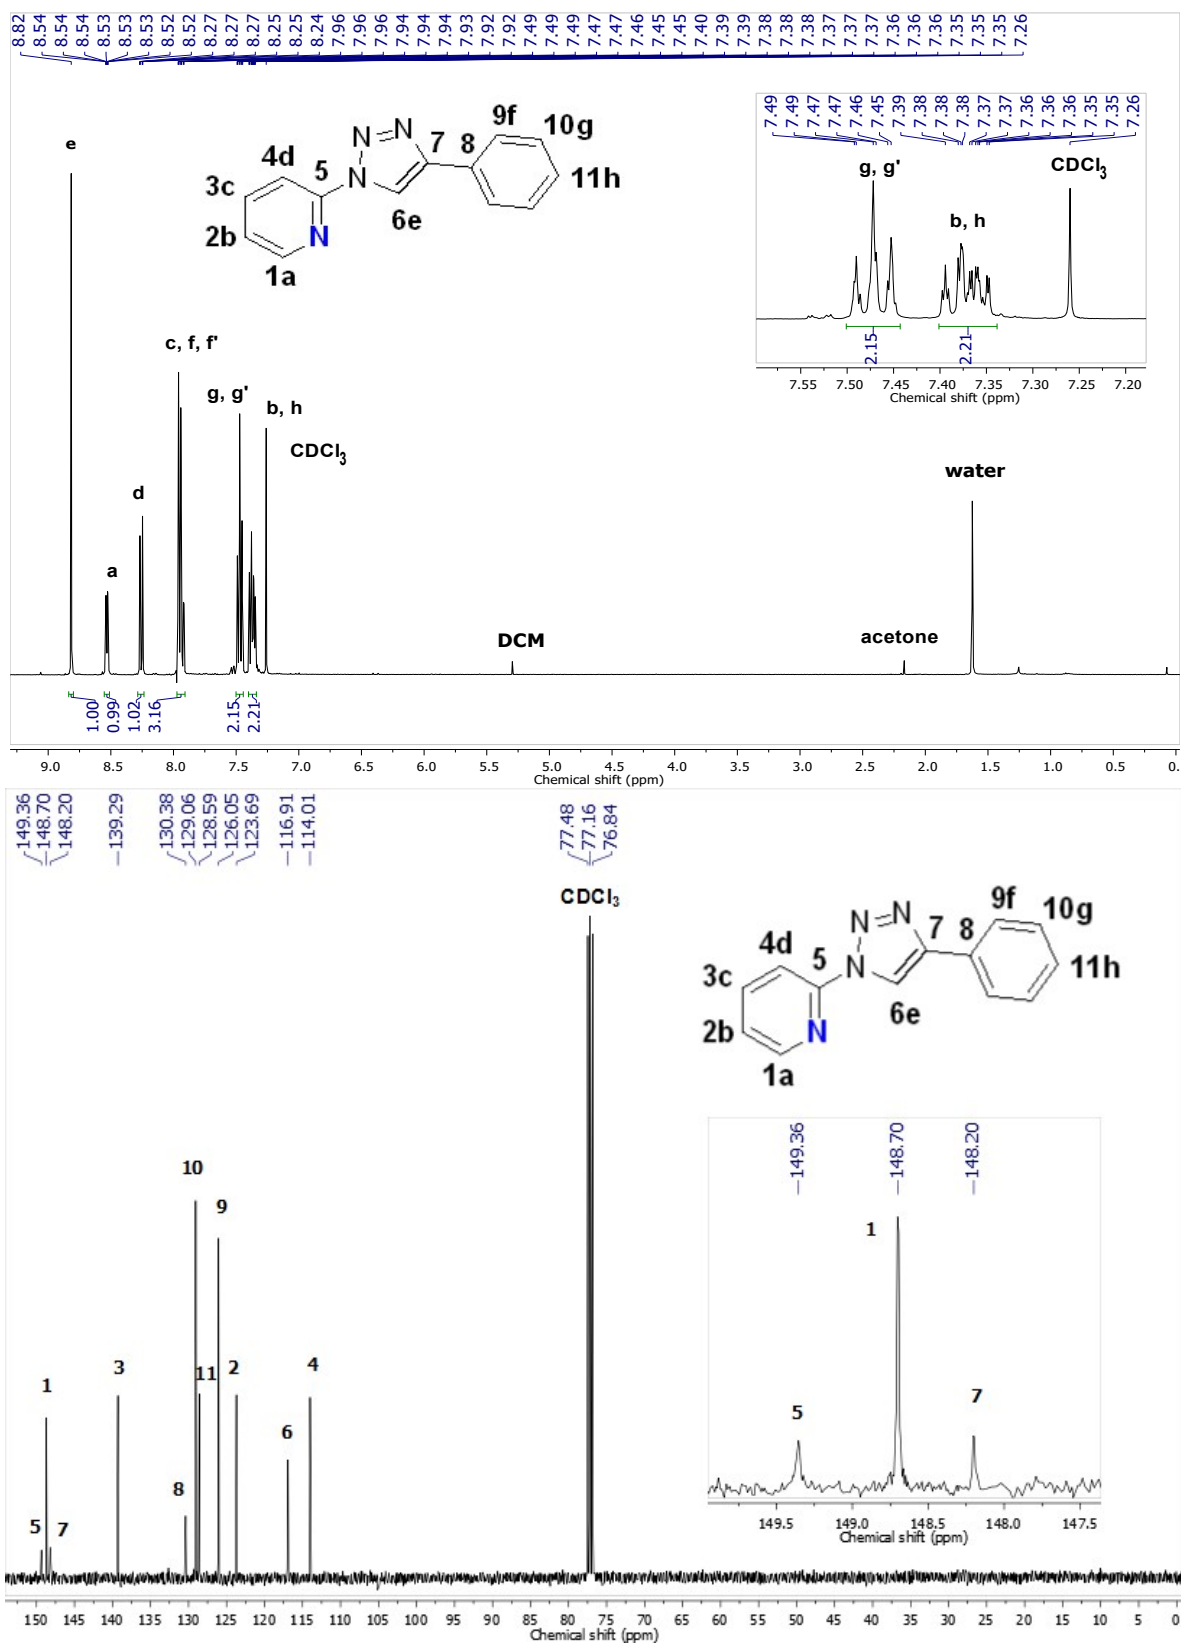 8.82 8.54 8.54 8.54 8.53 8.53 8.53 8.52 8.52 8.27 8.27 8.27 8.25 8.25 8.24 7.96 7.96 7.96 7.94 7.94 7.94 7.93 7.92 7.92 7.49 7.49 7.49 7.47 7.47 7.46 7.45 7.45 7.40 7.39 7.39 7.38 7.38 7.38 7.37 7.37 7.37 7.36 7.36 7.36 7.35 7.35 7.35 7.26
7.49 7.49 7.47 7.47 7.46 7.45 7.39 7.38 7.38 7.38 7.37 7.37 7.36 7.36 7.36 7.35 7.35 7.26
e
N N 7 8 9f 10g
4d 5 N 11h
3c 6e
2b N
1a
g, g'
b, h
CDCl3
2.15 2.21
7.55 7.50 7.45 7.40 7.35 7.30 7.25 7.20
Chemical shift (ppm)
c, f, f'
g, g'
b, h
CDCl3
water
d
a
DCM
acetone
1.00 0.99 1.02 3.16 2.15 2.21
9.0 8.5 8.0 7.5 7.0 6.5 6.0 5.5 5.0 4.5 4.0 3.5 3.0 2.5 2.0 1.5 1.0 0.5 0.
Chemical shift (ppm)
149.36 148.70 148.20 139.29 130.38 129.06 128.59 126.05 123.69 116.91 114.01 77.48 77.16 76.84
CDCl3
N N 7 8 9f 10g
4d 5 N 11h
3c 6e
2b N
1a
149.36 148.70 148.20
10
9
1
5
7
149.5 149.0 148.5 148.0 147.5
Chemical shift (ppm)
1 3 11 2 4
6
8
5 7
150 145 140 135 130 125 120 115 110 105 100 95 90 85 80 75 70 65 60 55 50 45 40 35 30 25 20 15 10 5 0
Chemical shift (ppm)